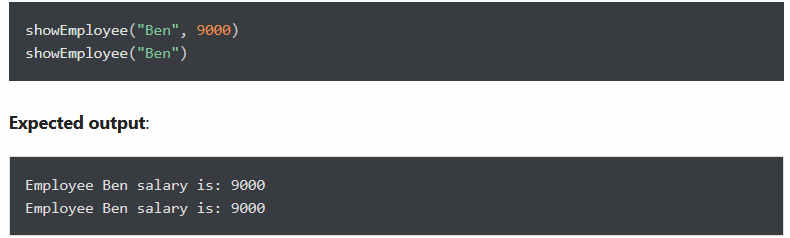 showEmployee("Ben", 9000)
showEmployee("Ben")
Expected output:
Employee Ben salary is: 9000
Employee Ben salary is: 9000